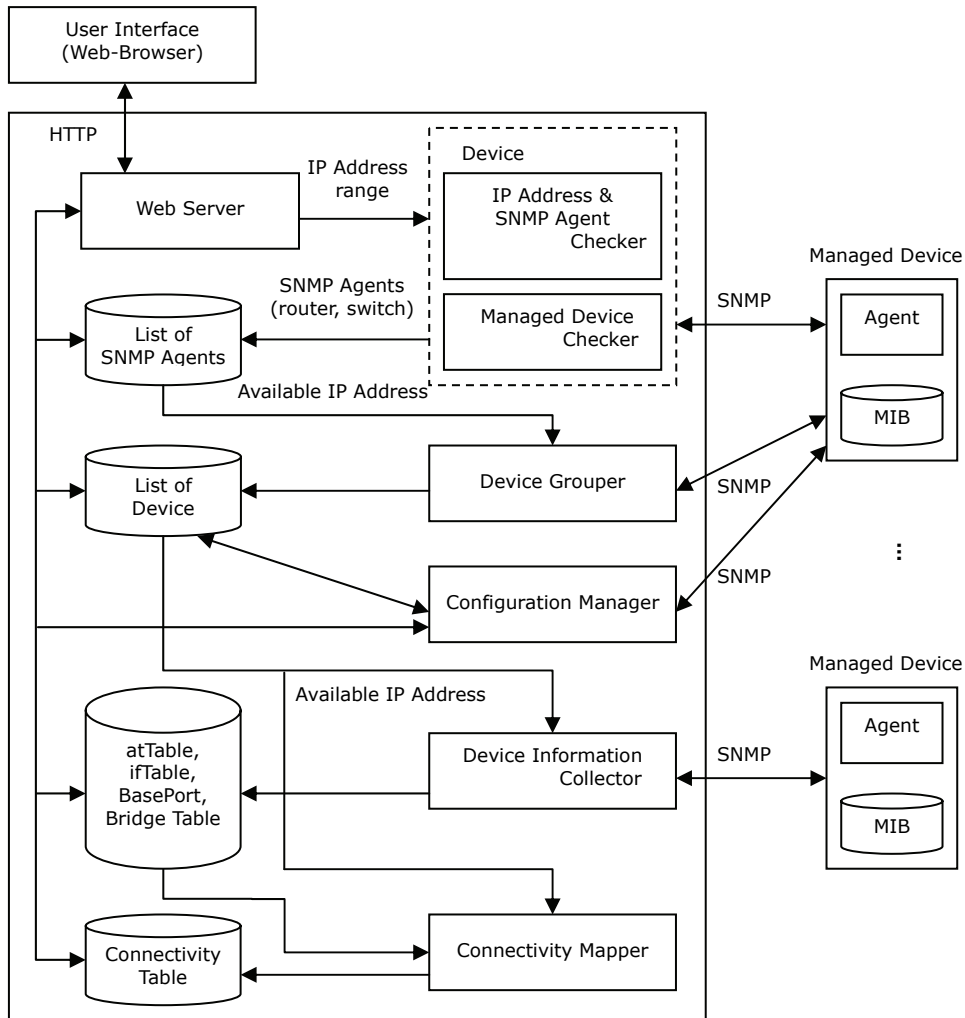 User Interface
(Web-Browser)
HTTP
IP Address
range
Device
Web Server
IP Address &
SNMP Agent
Checker
Managed Device
SNMP Agents
(router, switch)
SNMP
Agent
List of
SNMP Agents
Managed Device
Checker
Available IP Address
MIB
List of
Device
Device Grouper
SNMP
...
SNMP
Configuration Manager
Managed Device
Available IP Address
Agent
atTable,
ifTable,
BasePort,
Bridge Table
Device Information
Collector
SNMP
MIB
Connectivity
Table
Connectivity Mapper